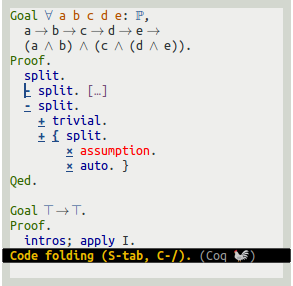 Goal ∀ a b c d e: ℙ,
  a → b → c → d → e →
  (a ∧ b) ∧ (c ∧ (d ∧ e)).
Proof.
  split.
  - split. […]
  - split.
    + trivial.
    + { split.
        × assumption.
        × auto. }
Qed.

Goal ⊤ → ⊤.
Proof.
  intros; apply I.
Code folding (S-tab, C-/). (Coq 🐓)